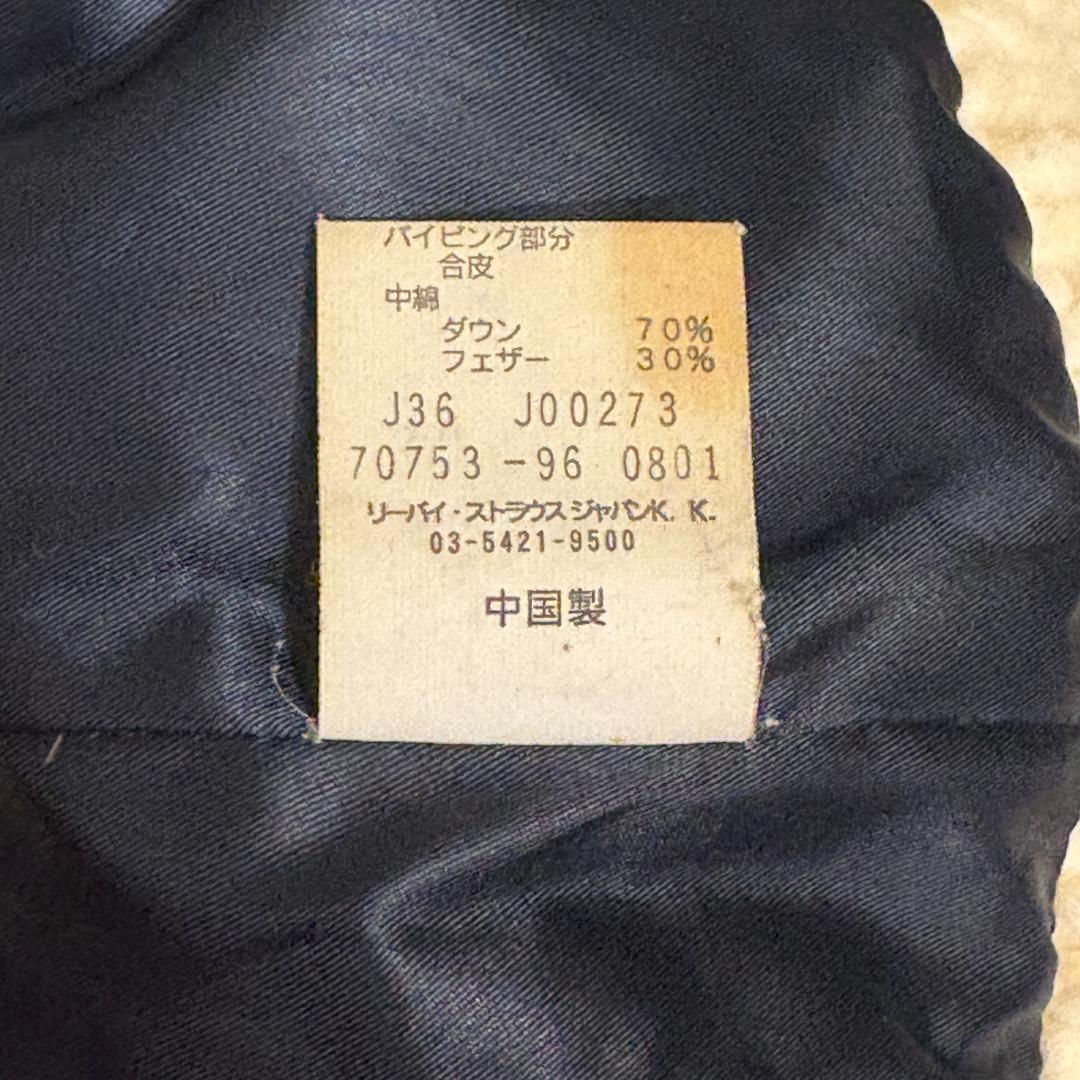 パイピング部分
合皮
中綿
ダウン 70%
フェザー 30%
J36 J00273
70753-96 0801
リーバイ・ストラウスジャパンK.K.
03-5421-9500
中国製